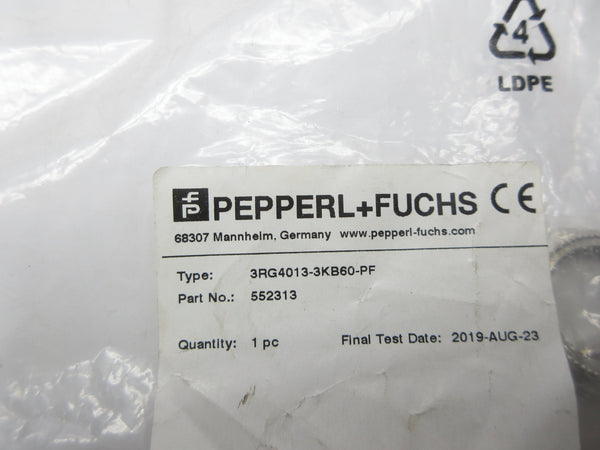 4
LDPE
PEPPERL+FUCHS CE
68307 Mannheim, Germany www.pepperl-fuchs.com
Type: 3RG4013-3KB60-PF
Part No.: 552313
Quantity: 1 pc Final Test Date: 2019-AUG-23